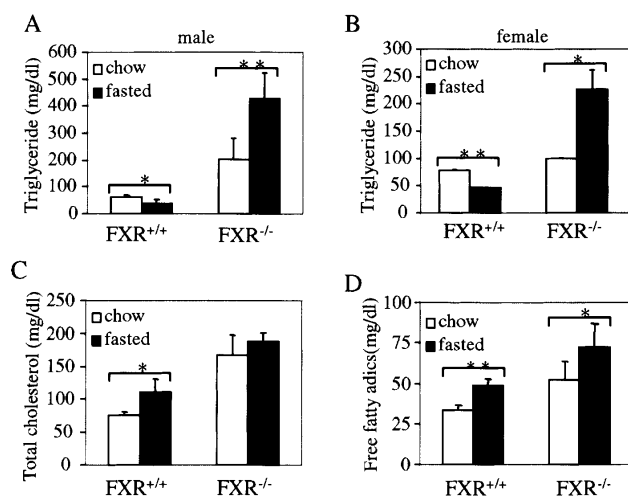 A
male
Triglyceride (mg/dl)
600
500
400
300
200
100
0
chow
fasted
*
**
FXR+/+
FXR-/-
B
female
Triglyceride (mg/dl)
300
250
200
150
100
50
0
chow
fasted
**
*
FXR+/+
FXR-/-
C
Total cholesterol (mg/dl)
250
200
150
100
50
0
chow
fasted
*
FXR+/+
FXR-/-
D
Free fatty adics(mg/dl)
100
75
50
25
0
chow
fasted
**
*
FXR+/+
FXR-/-